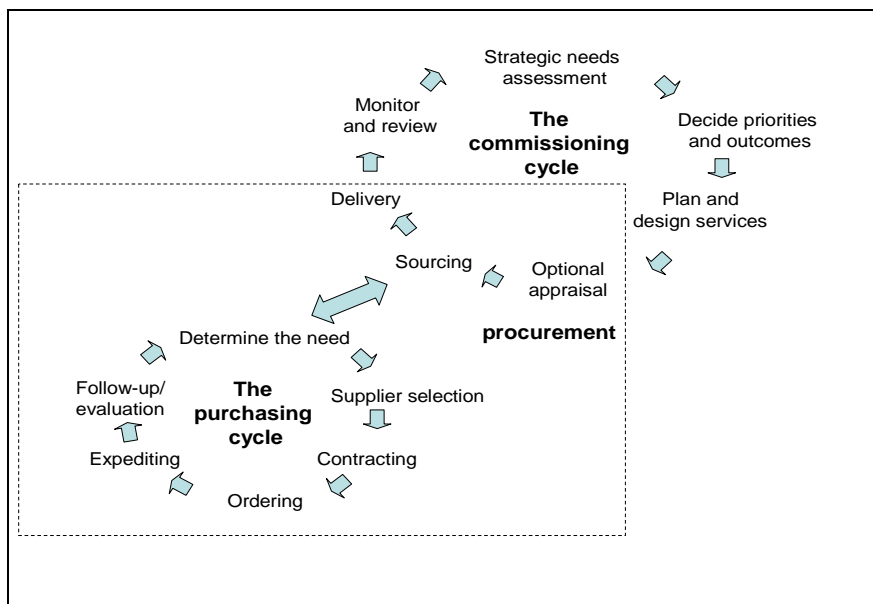 Strategic needs
assessment
Monitor
and review
The
commissioning
cycle
Decide priorities
and outcomes
Delivery
Plan and
design services
Sourcing
Optional
appraisal
procurement
Determine the need
Follow-up/
evaluation
The
purchasing
cycle
Supplier selection
Expediting
Contracting
Ordering